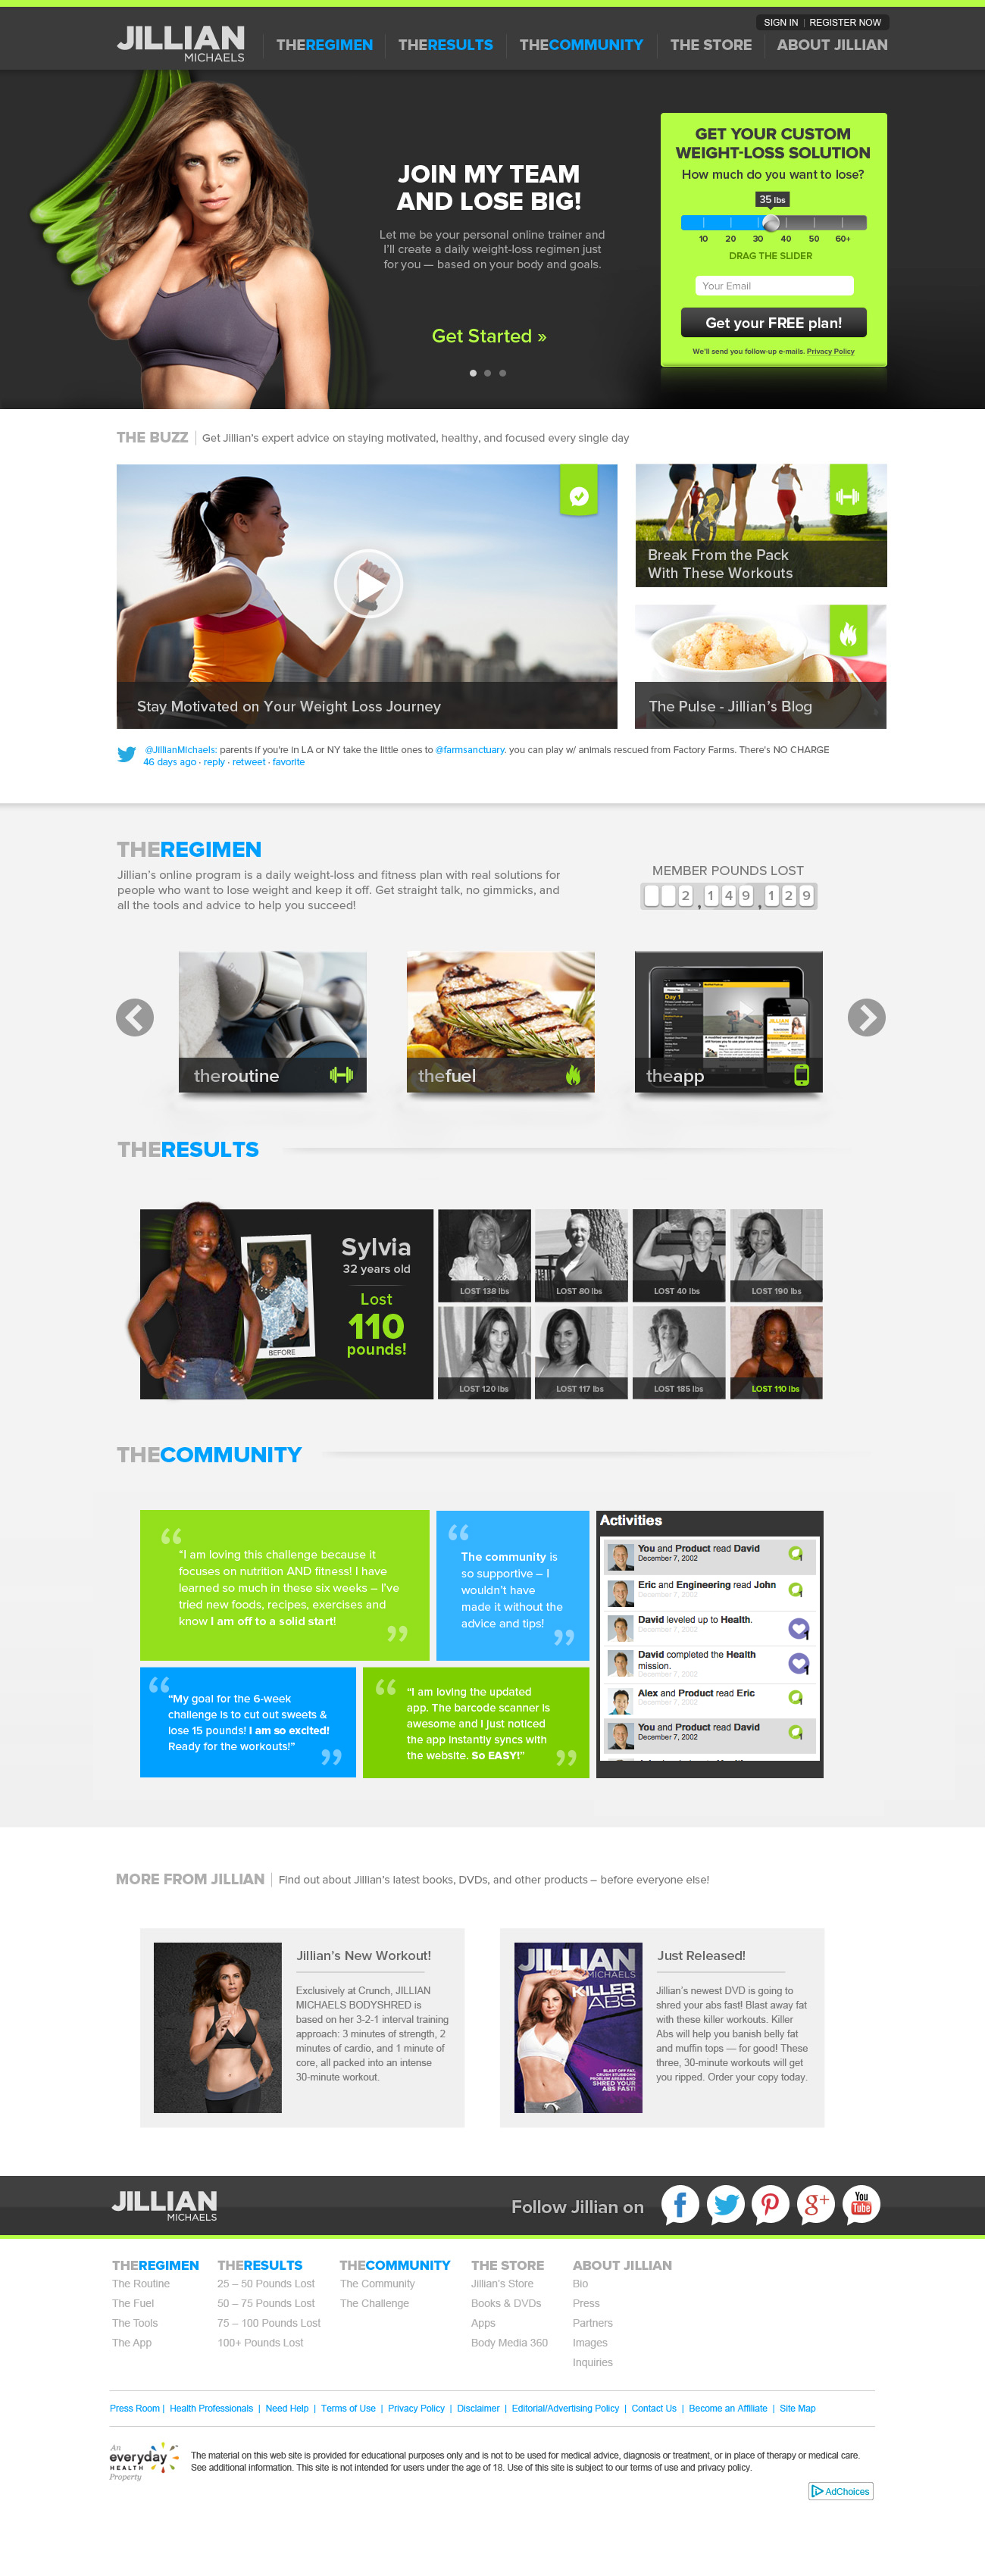 SIGN IN | REGISTER NOW
JILLIAN
MICHAELS
THEREGIMEN
THERESULTS
THECOMMUNITY
THE STORE
ABOUT JILLIAN
JOIN MY TEAM
AND LOSE BIG!
Let me be your personal online trainer and
I'll create a daily weight-loss regimen just
for you — based on your body and goals.
Get Started »
GET YOUR CUSTOM
WEIGHT-LOSS SOLUTION
How much do you want to lose?
35 lbs
10 20 30 40 50 60+
DRAG THE SLIDER
Your Email
Get your FREE plan!
We'll send you follow-up e-mails. Privacy Policy
THE BUZZ | Get Jillian's expert advice on staying motivated, healthy, and focused every single day
Stay Motivated on Your Weight Loss Journey
Break From the Pack
With These Workouts
The Pulse - Jillian's Blog
@JillianMichaels: parents if you're in LA or NY take the little ones to @farmsanctuary. you can play w/ animals rescued from Factory Farms. There's NO CHARGE
46 days ago · reply · retweet · favorite
THEREGIMEN
Jillian's online program is a daily weight-loss and fitness plan with real solutions for
people who want to lose weight and keep it off. Get straight talk, no gimmicks, and
all the tools and advice to help you succeed!
MEMBER POUNDS LOST
2,149,129
theroutine
thefuel
Day 1
theapp
THERESULTS
BEFORE
Sylvia
32 years old
Lost
110
pounds!
LOST 138 lbs
LOST 80 lbs
LOST 40 lbs
LOST 190 lbs
LOST 120 lbs
LOST 117 lbs
LOST 185 lbs
LOST 110 lbs
THECOMMUNITY
"I am loving this challenge because it
focuses on nutrition AND fitness! I have
learned so much in these six weeks – I've
tried new foods, recipes, exercises and
know I am off to a solid start!
The community is
so supportive – I
wouldn't have
made it without the
advice and tips!
"My goal for the 6-week
challenge is to cut out sweets &
lose 15 pounds! I am so excited!
Ready for the workouts!"
"I am loving the updated
app. The barcode scanner is
awesome and I just noticed
the app instantly syncs with
the website. So EASY!"
Activities
You and Product read David
December 7, 2002
1
Eric and Engineering read John
December 7, 2002
1
David leveled up to Health.
December 7, 2002
1
David completed the Health
mission.
December 7, 2002
1
Alex and Product read Eric
December 7, 2002
1
You and Product read David
December 7, 2002
1
MORE FROM JILLIAN | Find out about Jillian's latest books, DVDs, and other products – before everyone else!
Jillian's New Workout!
Exclusively at Crunch, JILLIAN
MICHAELS BODYSHRED is
based on her 3-2-1 interval training
approach: 3 minutes of strength, 2
minutes of cardio, and 1 minute of
core, all packed into an intense
30-minute workout.
JILLIAN
MICHAELS
KILLER
ABS
BLAST OFF FAT,
CRUSH STUBBORN
PROBLEM AREAS AND
SHRED YOUR
ABS FAST!
Just Released!
Jillian's newest DVD is going to
shred your abs fast! Blast away fat
with these killer workouts. Killer
Abs will help you banish belly fat
and muffin tops — for good! These
three, 30-minute workouts will get
you ripped. Order your copy today.
JILLIAN
MICHAELS
Follow Jillian on
f
g+
You
Tube
THEREGIMEN
The Routine
The Fuel
The Tools
The App
THERESULTS
25 – 50 Pounds Lost
50 – 75 Pounds Lost
75 – 100 Pounds Lost
100+ Pounds Lost
THECOMMUNITY
The Community
The Challenge
THE STORE
Jillian's Store
Books & DVDs
Apps
Body Media 360
ABOUT JILLIAN
Bio
Press
Partners
Images
Inquiries
Press Room | Health Professionals | Need Help | Terms of Use | Privacy Policy | Disclaimer | Editorial/Advertising Policy | Contact Us | Become an Affiliate | Site Map
An
everyday
HEALTH
Property
The material on this web site is provided for educational purposes only and is not to be used for medical advice, diagnosis or treatment, or in place of therapy or medical care.
See additional information. This site is not intended for users under the age of 18. Use of this site is subject to our terms of use and privacy policy.
AdChoices